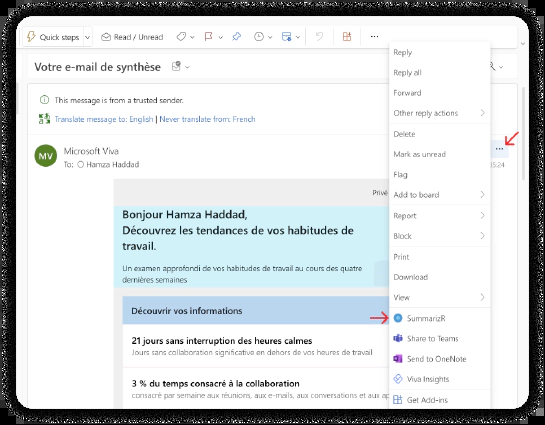 Quick steps
Read / Unread
Votre e-mail de synthèse
This message is from a trusted sender.
Translate message to: English | Never translate from: French
MV
Microsoft Viva
To: Hamza Haddad
15:24
Privé
Bonjour Hamza Haddad,
Découvrez les tendances de vos habitudes de
travail.
Un examen approfondi de vos habitudes de travail au cours des quatre
dernières semaines
Découvrir vos informations
21 jours sans interruption des heures calmes
Jours sans collaboration significative en dehors de vos heures de travail
3 % du temps consacré à la collaboration
consacré par semaine aux réunions, aux e-mails, aux conversations et aux
Reply
Reply all
Forward
Other reply actions
Delete
Mark as unread
Flag
Add to board
Report
Block
Print
Download
View
SummarizR
Share to Teams
Send to OneNote
Viva Insights
Get Add-ins